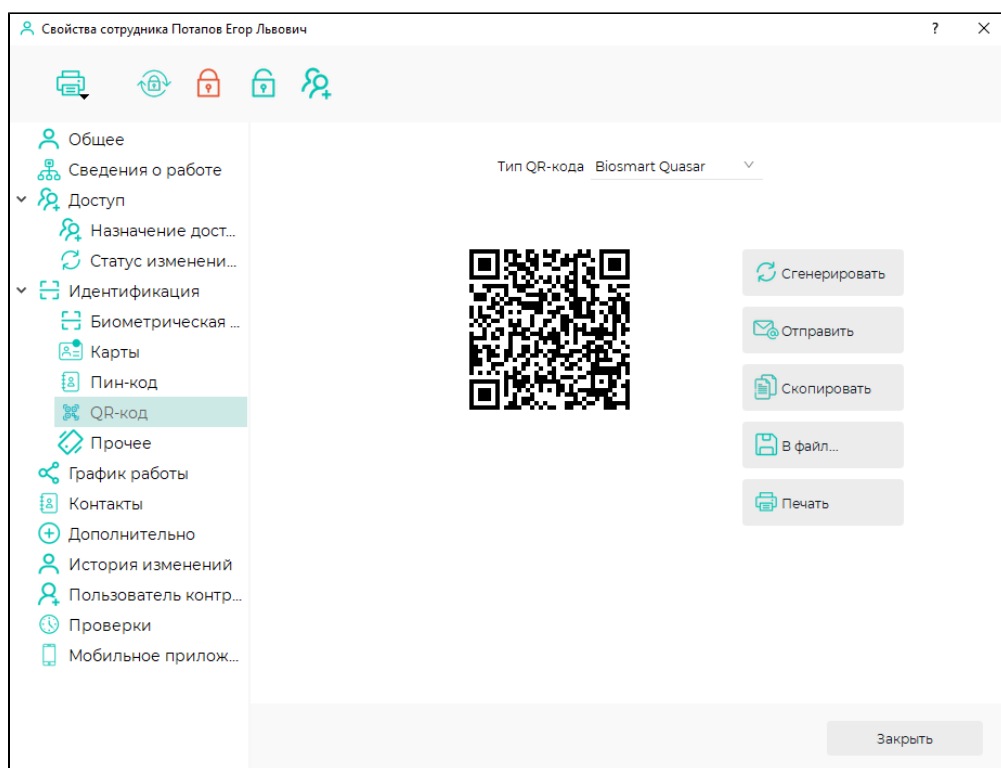 Свойства сотрудника Потапов Егор Львович
?
Общее
Сведения о работе
Доступ
Назначение дост...
Статус изменени...
Идентификация
Биометрическая ...
Карты
Пин-код
QR-код
Прочее
График работы
Контакты
Дополнительно
История изменений
Пользователь контр...
Проверки
Мобильное прилож...
Тип QR-кода Biosmart Quasar
Сгенерировать
Отправить
Скопировать
В файл...
Печать
Закрыть